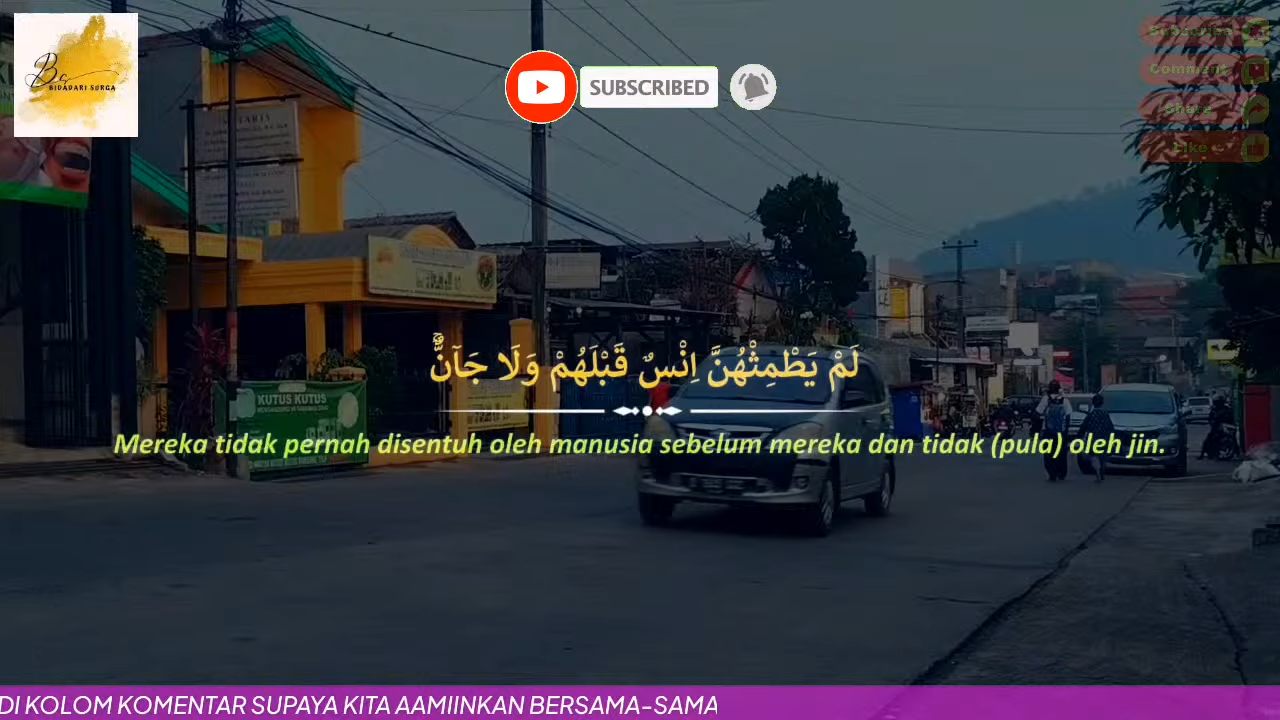 BIDADARI SURGA
SUBSCRIBED
Comment
Share
Like
NOTARIS
KUTUS KUTUS
لَمْ يَطْمِثْهُنَّ اِنْسٌ قَبْلَهُمْ وَلَا جَاۤنٌّۚ
Mereka tidak pernah disentuh oleh manusia sebelum mereka dan tidak (pula) oleh jin.
DI KOLOM KOMENTAR SUPAYA KITA AAMIINKAN BERSAMA-SAMA